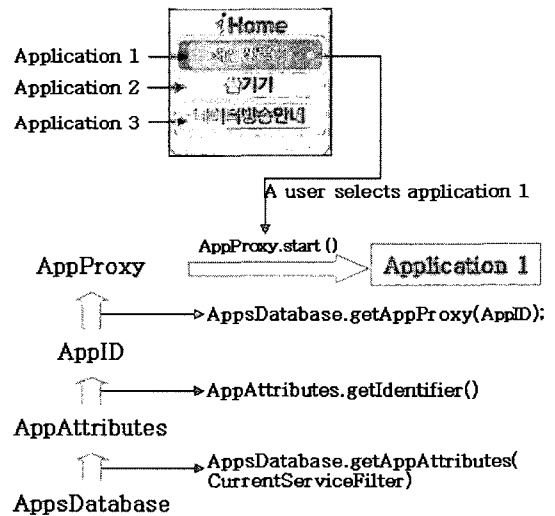 iHome
Application 1
Application 2
Application 3
A user selects application 1
AppProxy.start()
AppProxy
Application 1
AppsDatabase.getAppProxy(AppID);
AppID
AppAttributes.getIdentifier()
AppAttributes
AppsDatabase.getAppAttributes(
CurrentServiceFilter)
AppsDatabase